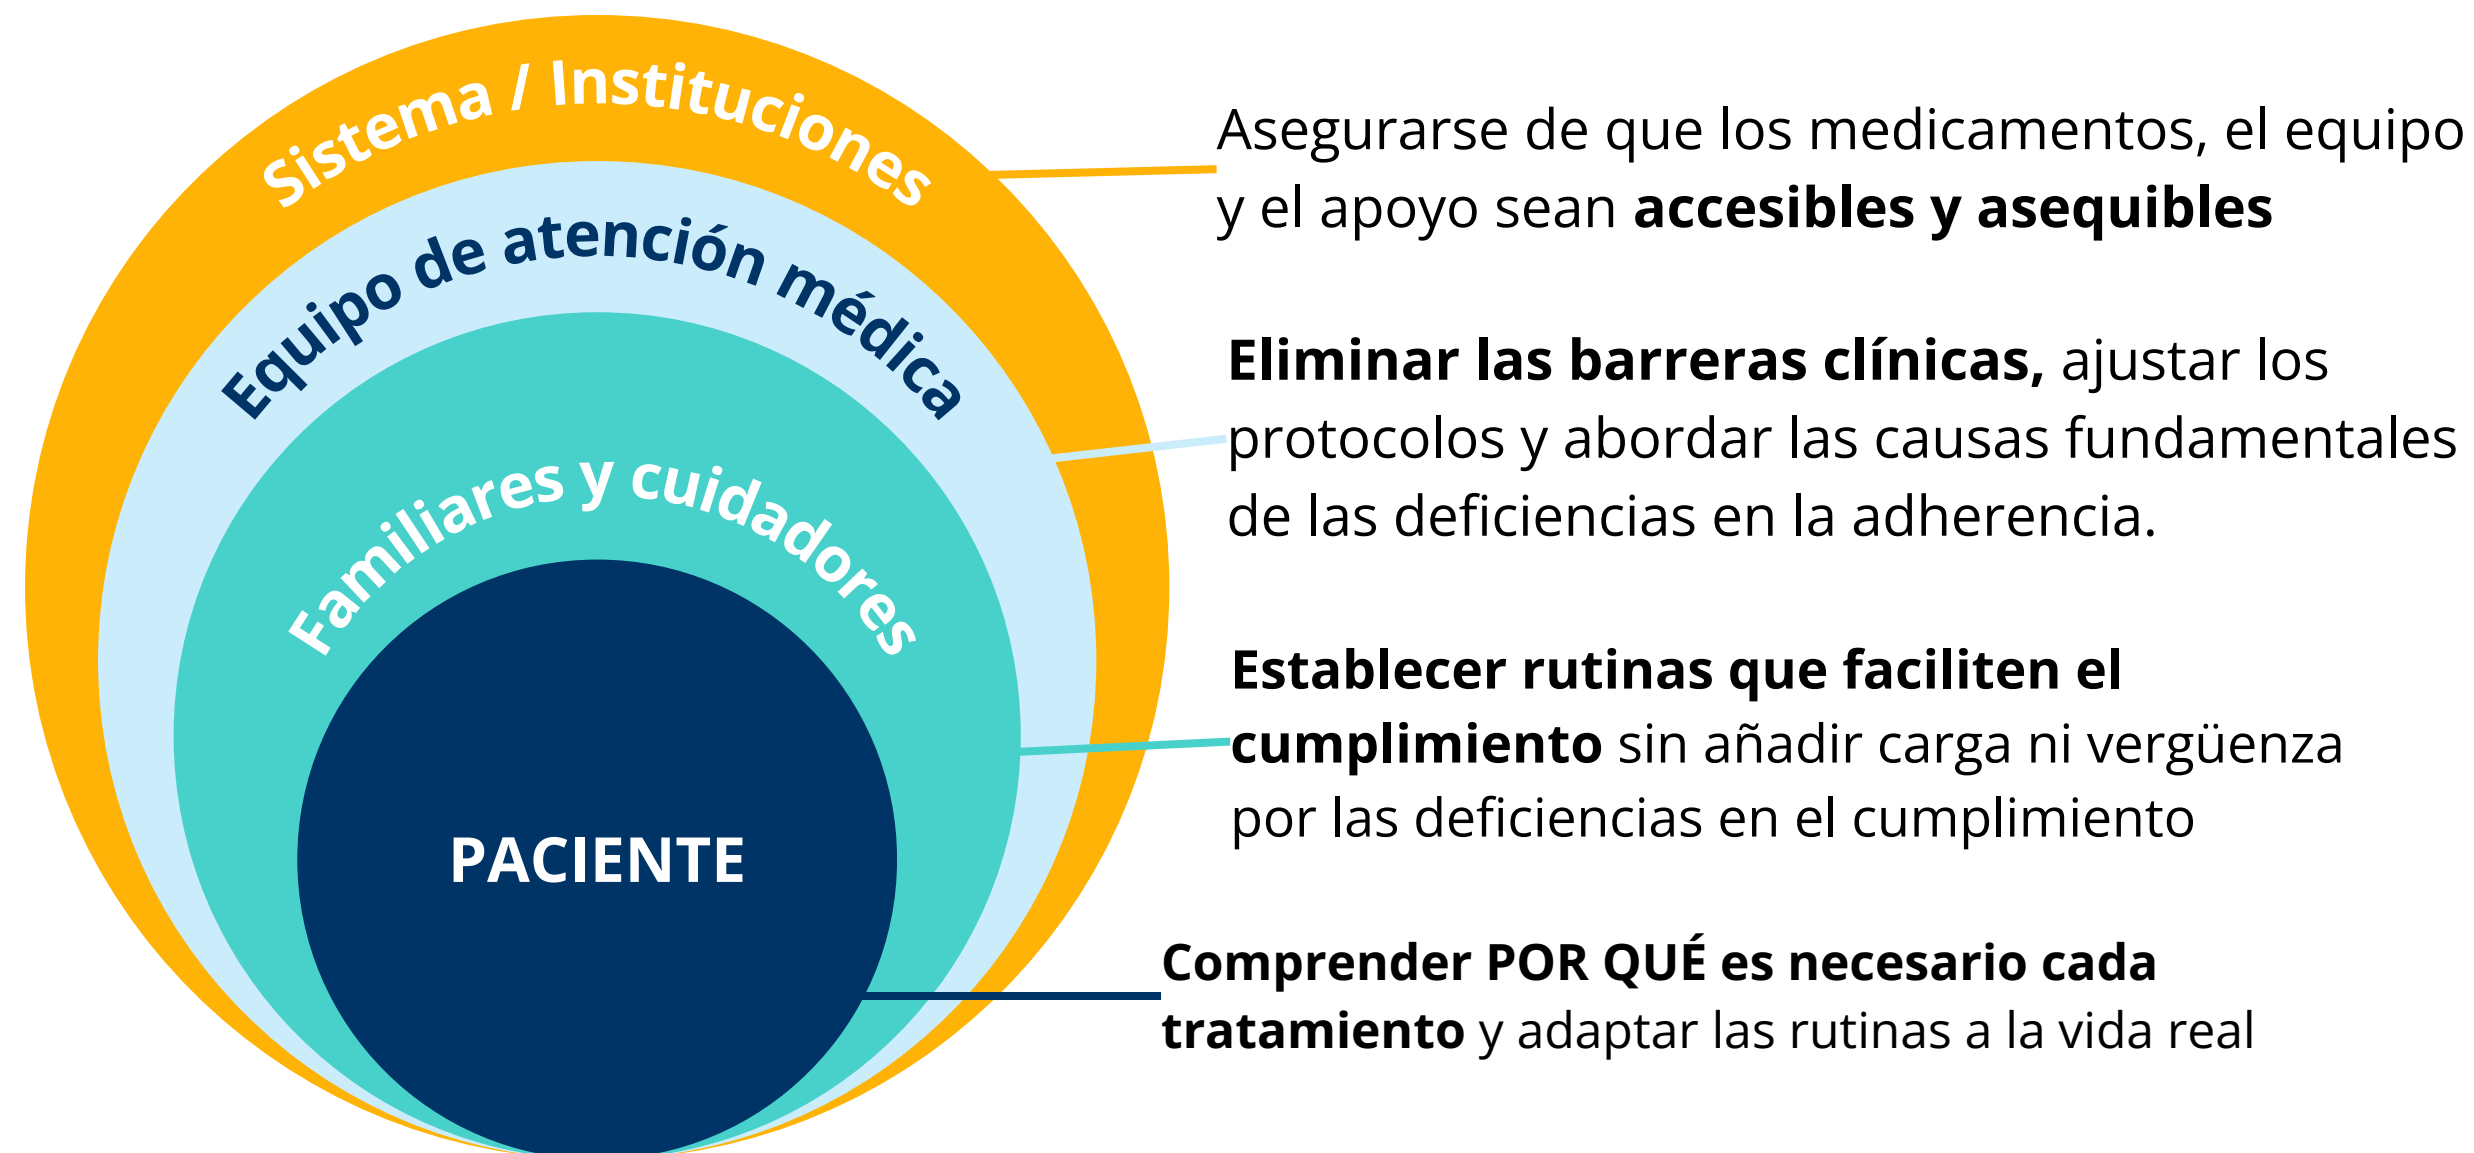 Sistema / Instituciones
Asegurarse de que los medicamentos, el equipo
y el apoyo sean accesibles y asequibles
Equipo de atención médica
Eliminar las barreras clínicas, ajustar los
protocolos y abordar las causas fundamentales
de las deficiencias en la adherencia.
Familiares y cuidadores
Establecer rutinas que faciliten el
cumplimiento sin añadir carga ni vergüenza
por las deficiencias en el cumplimiento
PACIENTE
Comprender POR QUÉ es necesario cada
tratamiento y adaptar las rutinas a la vida real